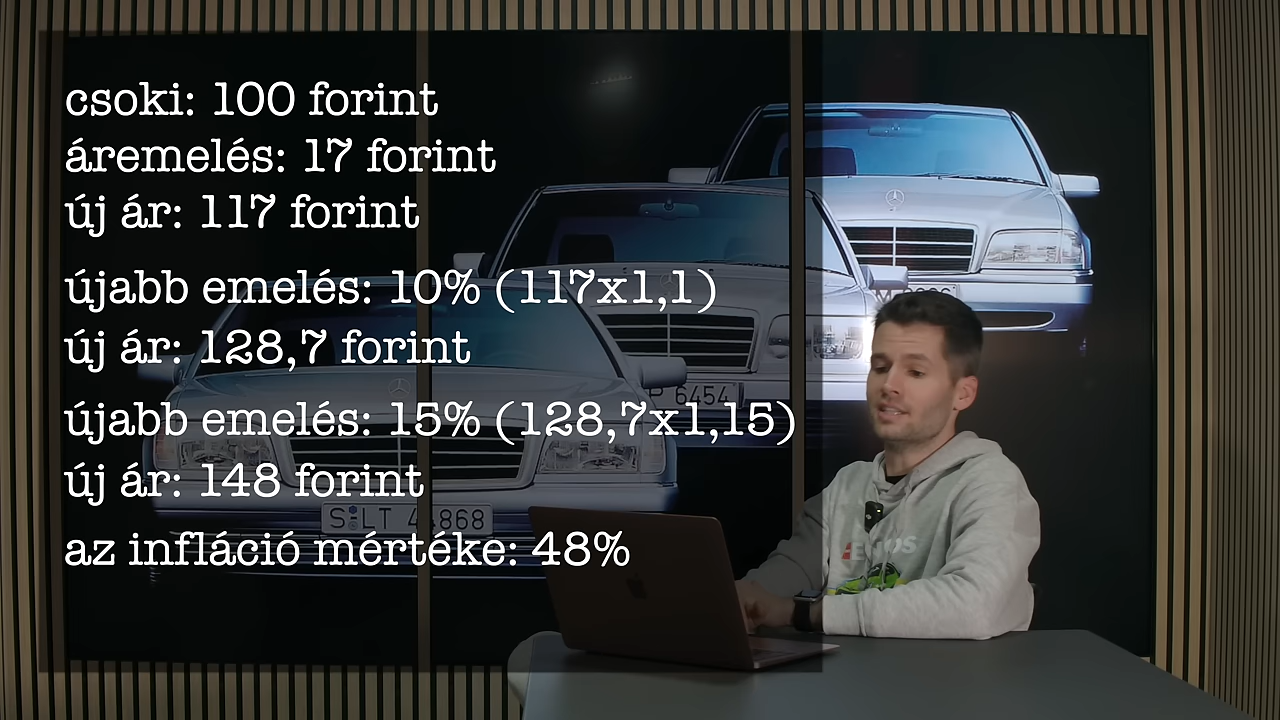 csoki: 100 forint
áremelés: 17 forint
új ár: 117 forint
újabb emelés: 10% (117x1,1)
új ár: 128,7 forint
újabb emelés: 15% (128,7x1,15)
új ár: 148 forint
az infláció mértéke: 48%
6454